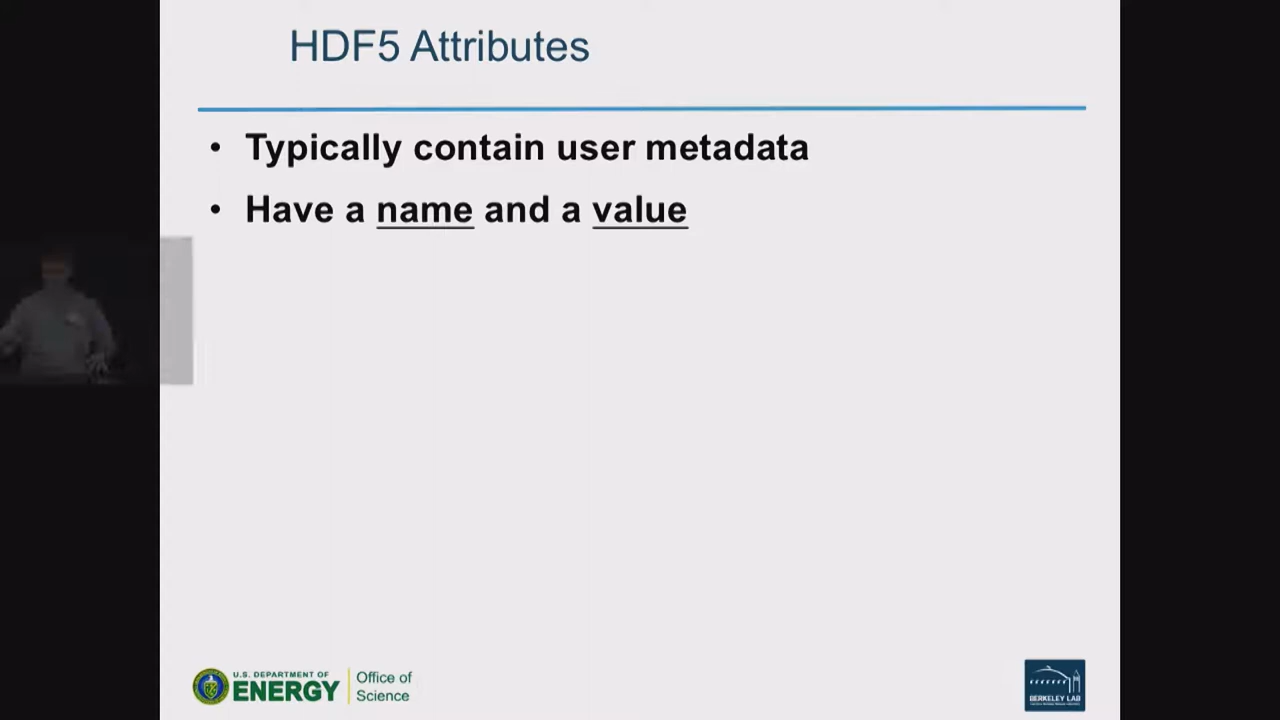 HDF5 Attributes
• Typically contain user metadata
• Have a name and a value
U.S. DEPARTMENT OF
ENERGY
Office of
Science
BERKELEY LAB